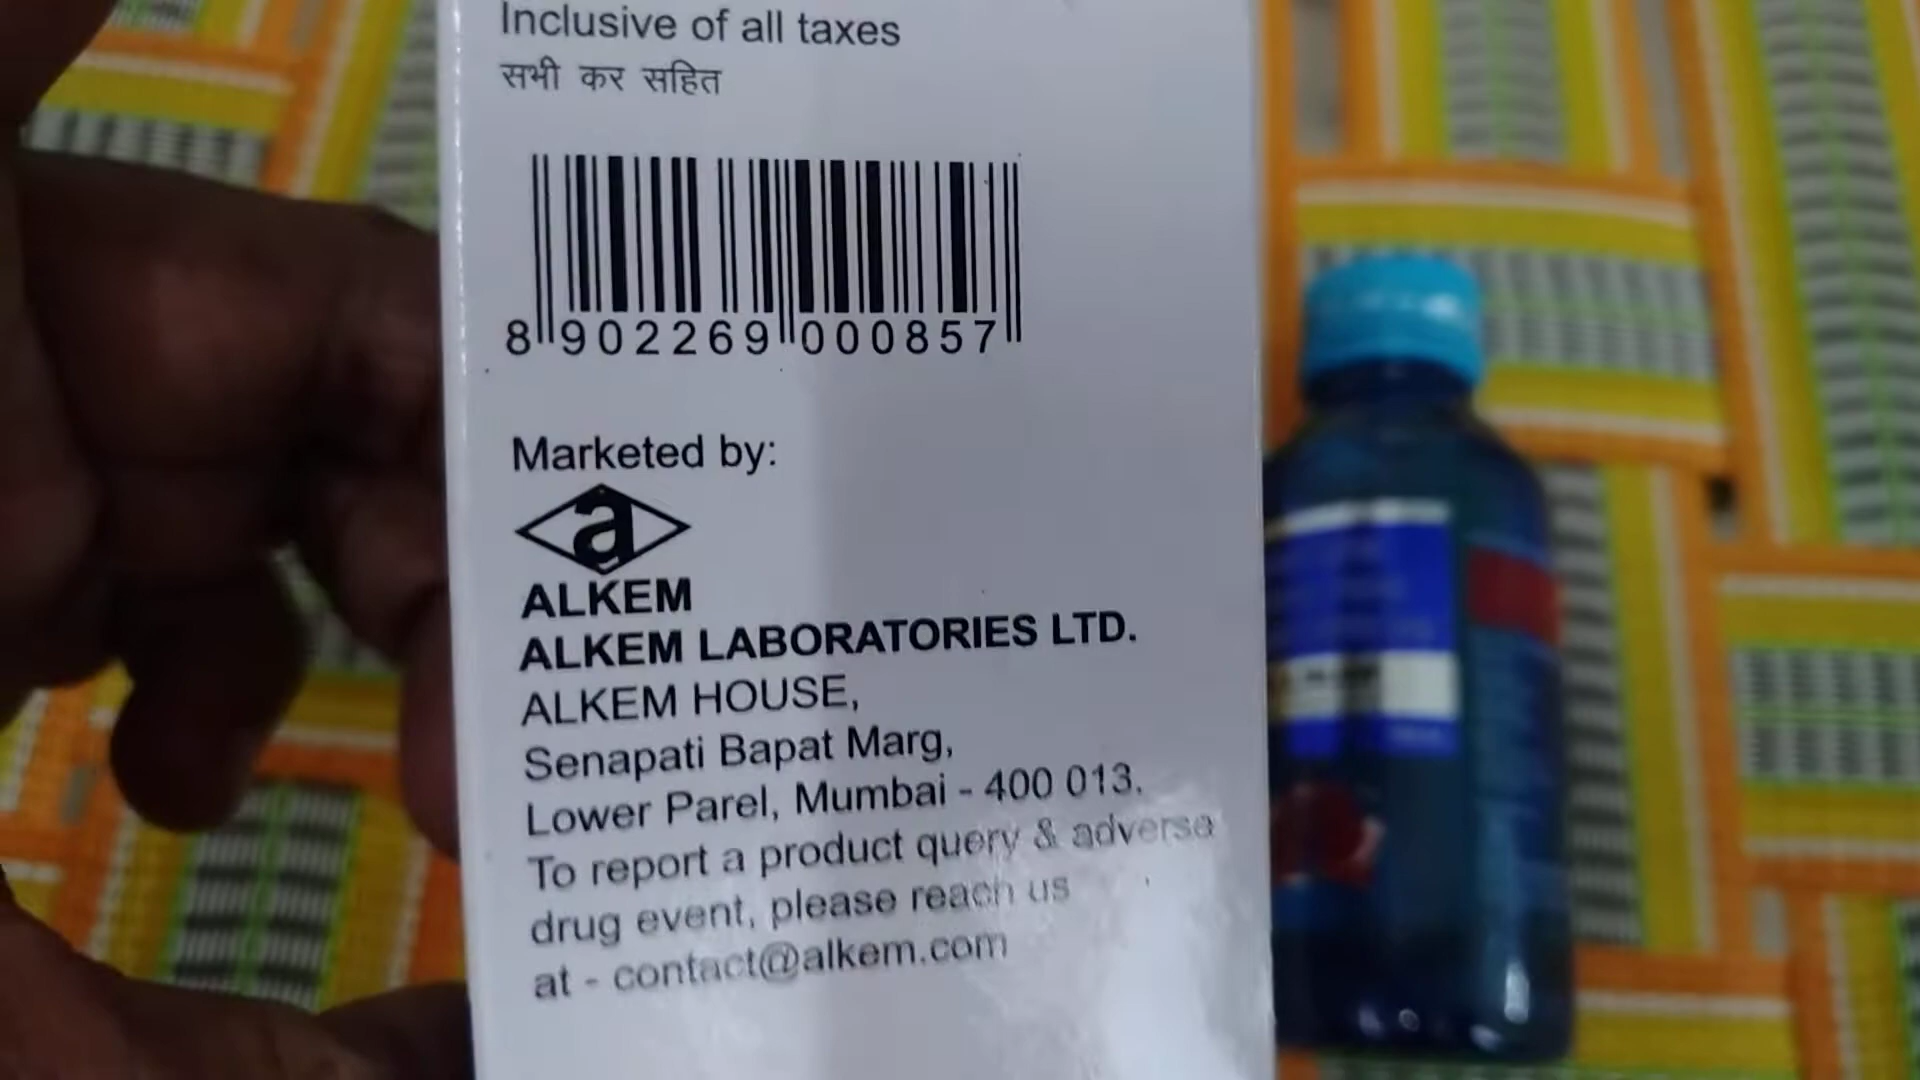 Inclusive of all taxes
सभी कर सहित
8 902269 000857
Marketed by:
a
ALKEM
ALKEM LABORATORIES LTD.
ALKEM HOUSE,
Senapati Bapat Marg,
Lower Parel, Mumbai - 400 013.
To report a product query & adverse
drug event, please reach us
at - contact@alkem.com